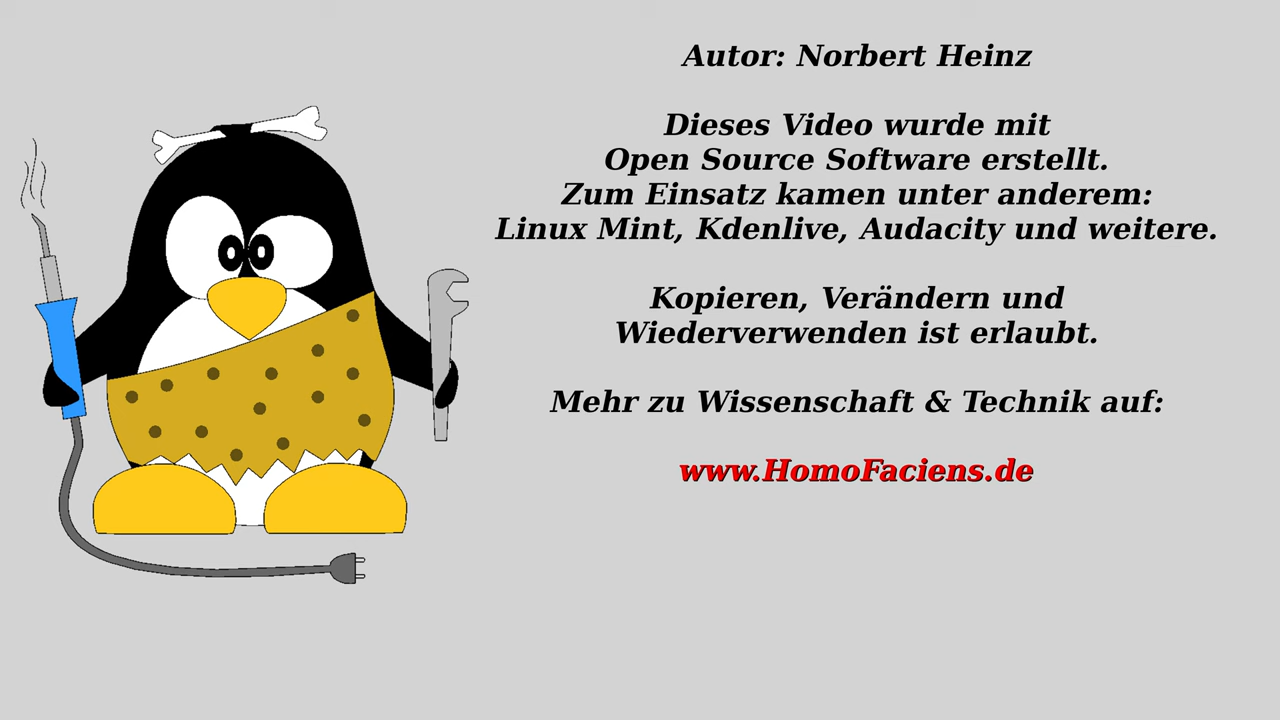 Autor: Norbert Heinz
Dieses Video wurde mit
Open Source Software erstellt.
Zum Einsatz kamen unter anderem:
Linux Mint, Kdenlive, Audacity und weitere.
Kopieren, Verändern und
Wiederverwenden ist erlaubt.
Mehr zu Wissenschaft & Technik auf:
www.HomoFaciens.de